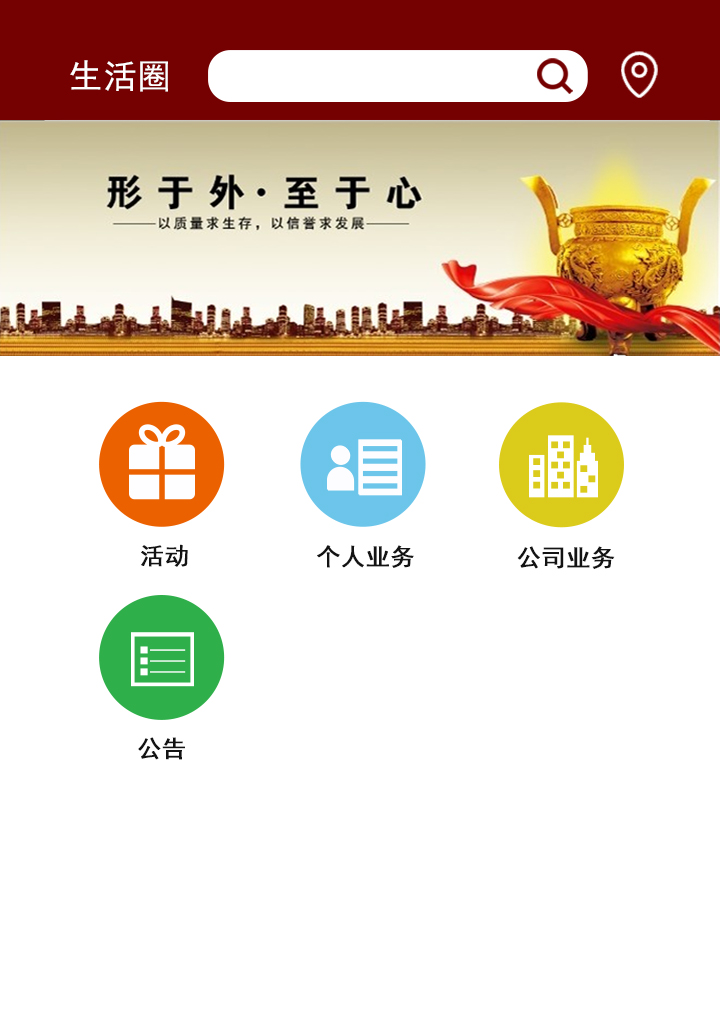 生活圈
形于外·至于心
——以质量求生存，以信誉求发展——
活动
个人业务
公司业务
公告